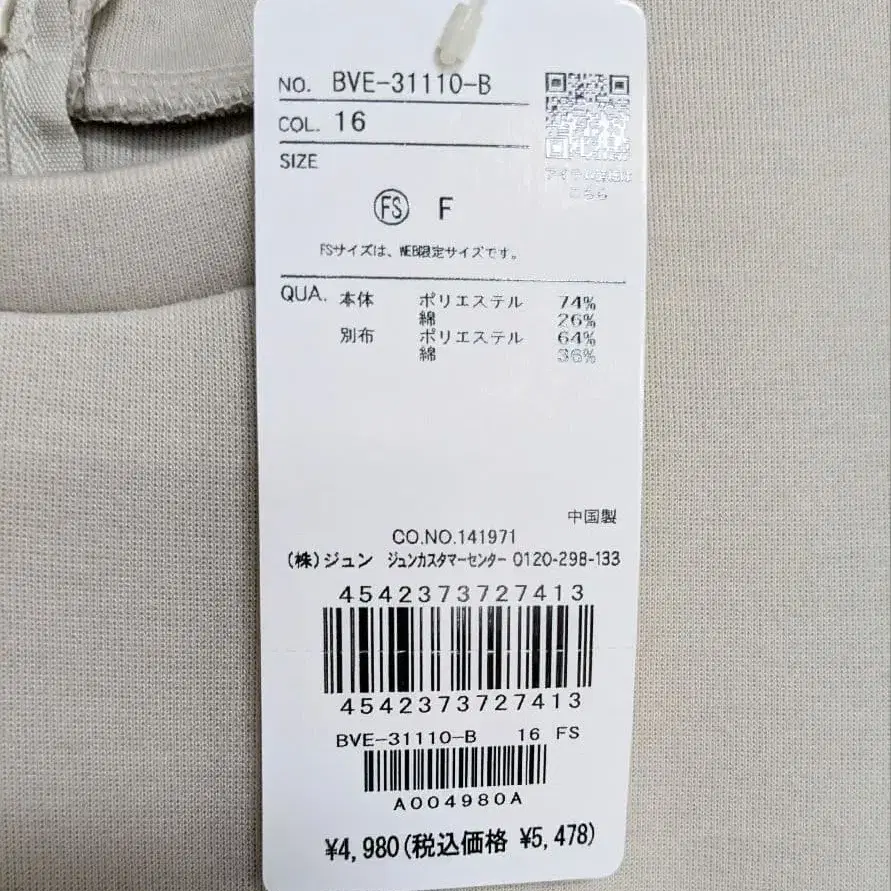 NO. BVE-31110-B
COL. 16
SIZE
FS F
FSサイズは、WEB限定サイズです。
QUA. 本体 ポリエステル 74%
綿 26%
別布 ポリエステル 64%
綿 36%
こちら
中国製
CO.NO.141971
(株)ジュン ジュンカスタマーセンター 0120-298-133
4542373727413
4542373727413
BVE-31110-B 16 FS
A004980A
¥4,980(税込価格 ¥5,478)